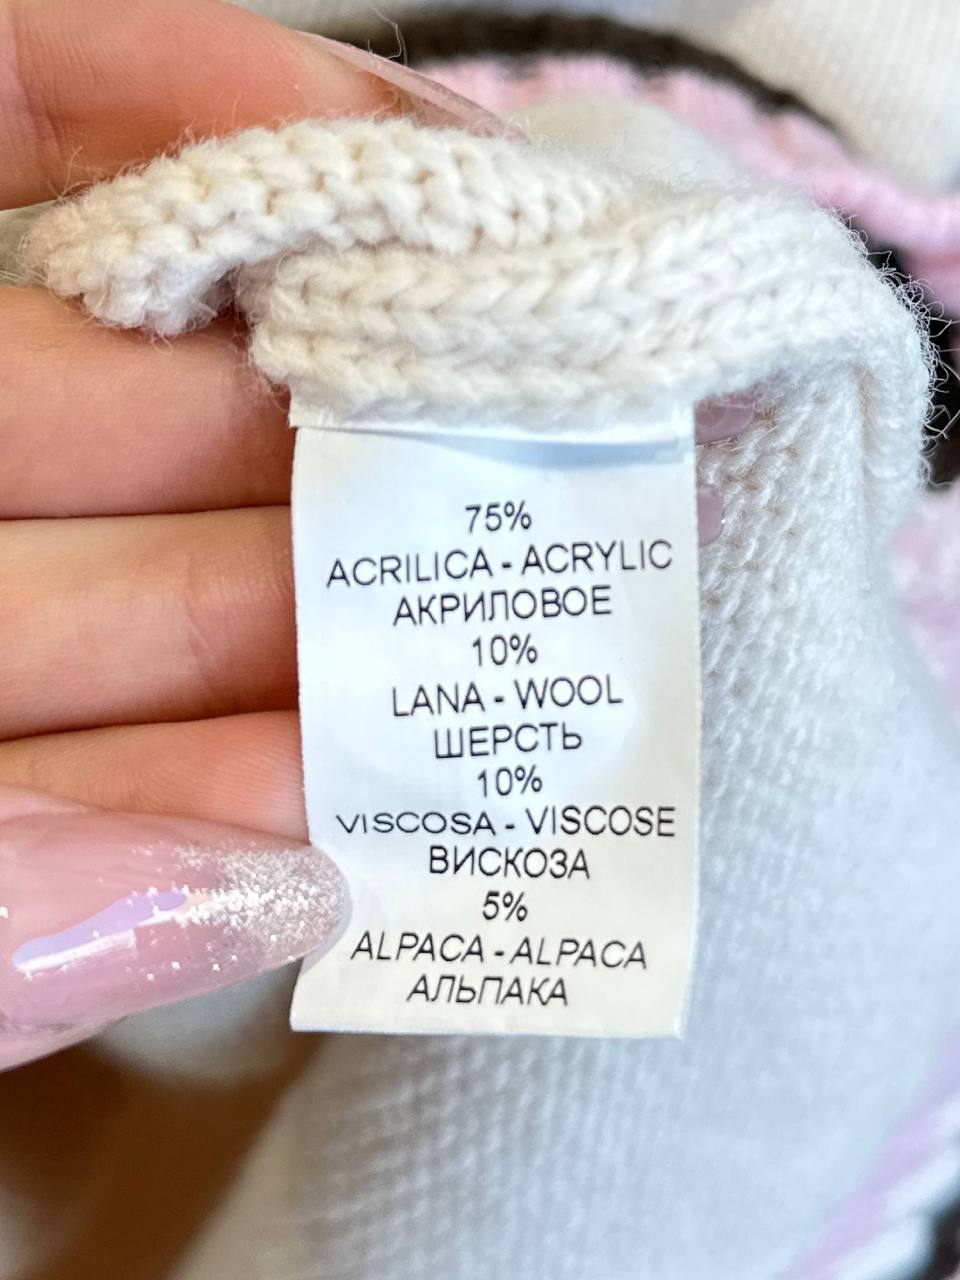 75%
ACRILICA - ACRYLIC
АКРИЛОВОЕ
10%
LANA - WOOL
ШЕРСТЬ
10%
VISCOSA - VISCOSE
ВИСКОЗА
5%
ALPACA - ALPACA
АЛЬПАКА